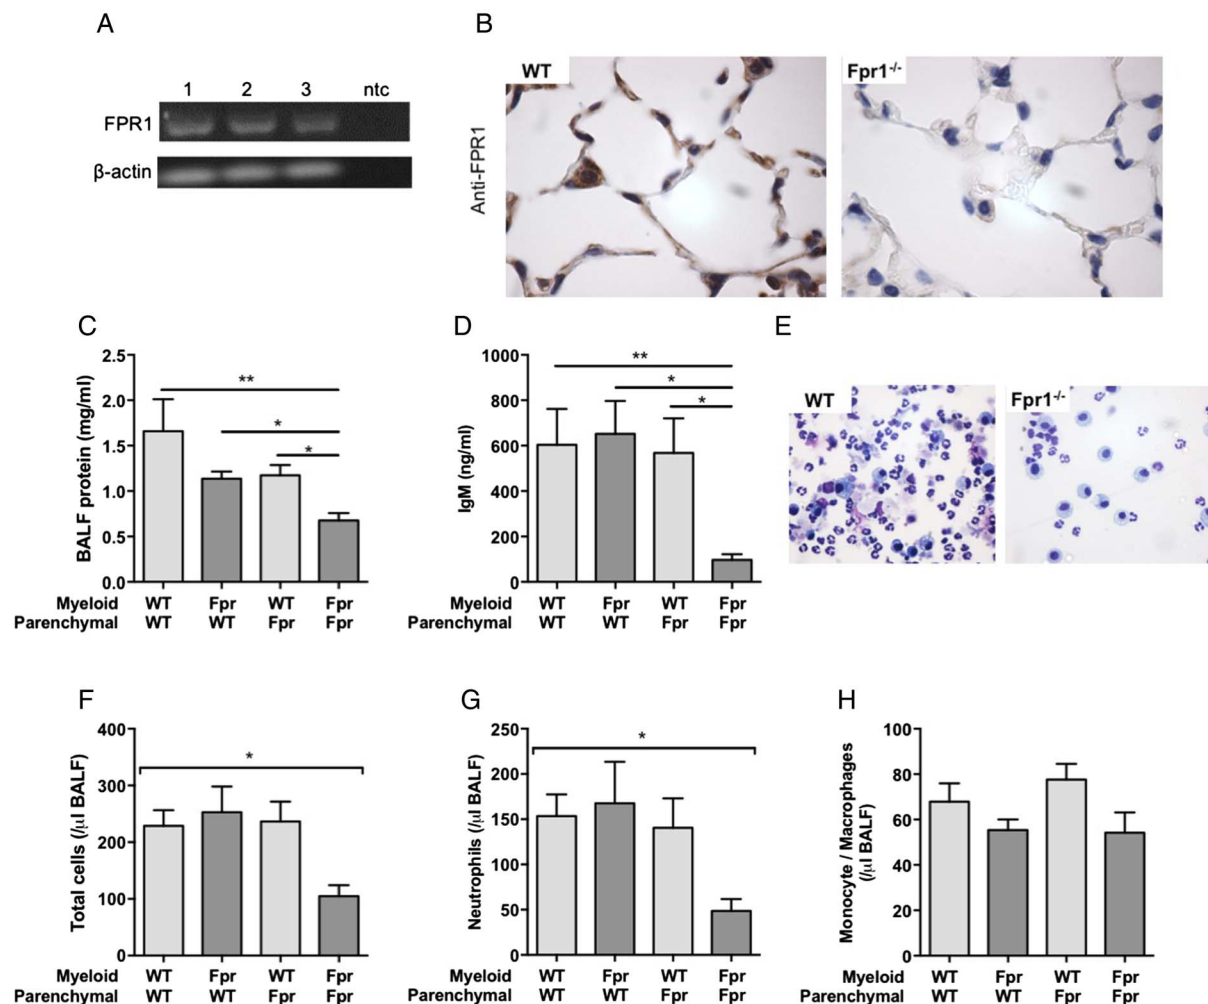 A
1 2 3 ntc
FPR1
β-actin
B
Anti-FPR1
WT
Fpr1-/-
C
BALF protein (mg/ml)
2.5
2.0
1.5
1.0
0.5
0.0
**
*
*
Myeloid WT Fpr WT Fpr
Parenchymal WT WT Fpr Fpr
D
IgM (ng/ml)
1000
800
600
400
200
0
**
*
*
Myeloid WT Fpr WT Fpr
Parenchymal WT WT Fpr Fpr
E
WT
Fpr1-/-
F
Total cells (/μl BALF)
400
300
200
100
0
*
Myeloid WT Fpr WT Fpr
Parenchymal WT WT Fpr Fpr
G
Neutrophils (/μl BALF)
250
200
150
100
50
0
*
Myeloid WT Fpr WT Fpr
Parenchymal WT WT Fpr Fpr
H
Monocyte / Macrophages
(/μl BALF)
100
80
60
40
20
0
Myeloid WT Fpr WT Fpr
Parenchymal WT WT Fpr Fpr